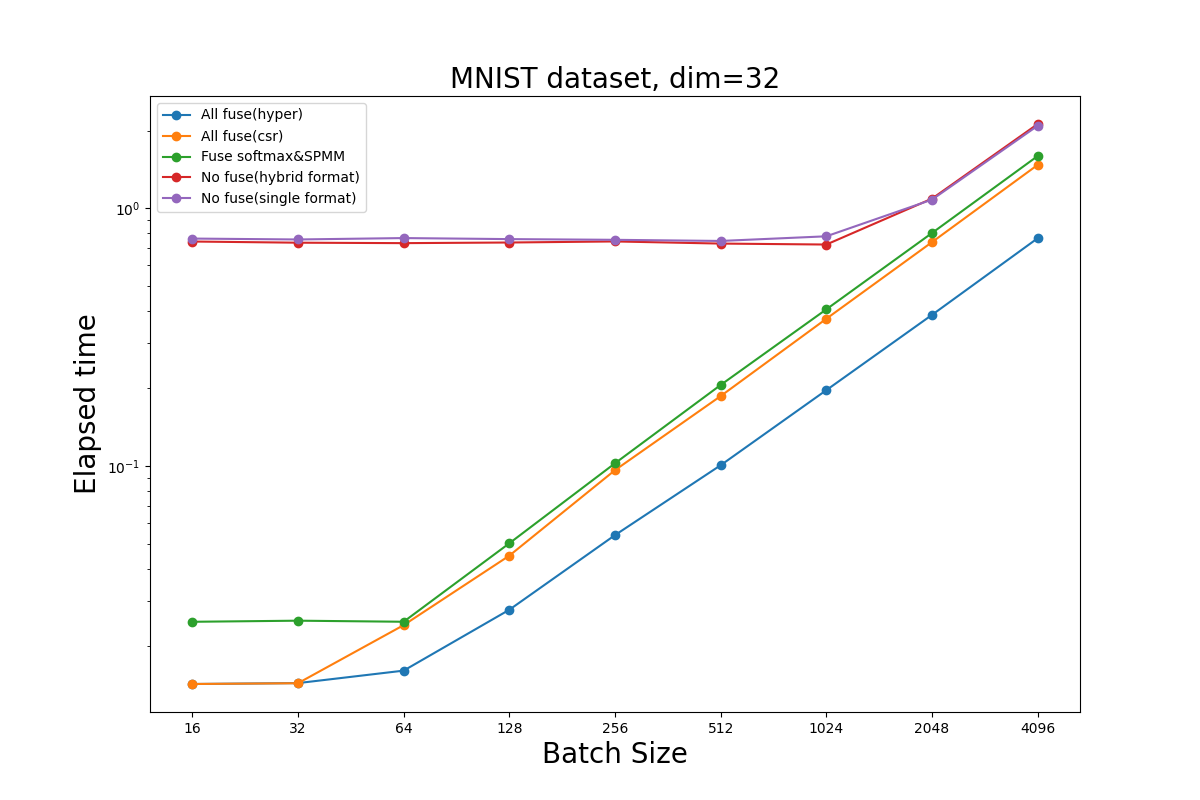 MNIST dataset, dim=32
All fuse(hyper)
All fuse(csr)
Fuse softmax&SPMM
No fuse(hybrid format)
No fuse(single format)
10⁰
10⁻¹
Elapsed time
16 32 64 128 256 512 1024 2048 4096
Batch Size